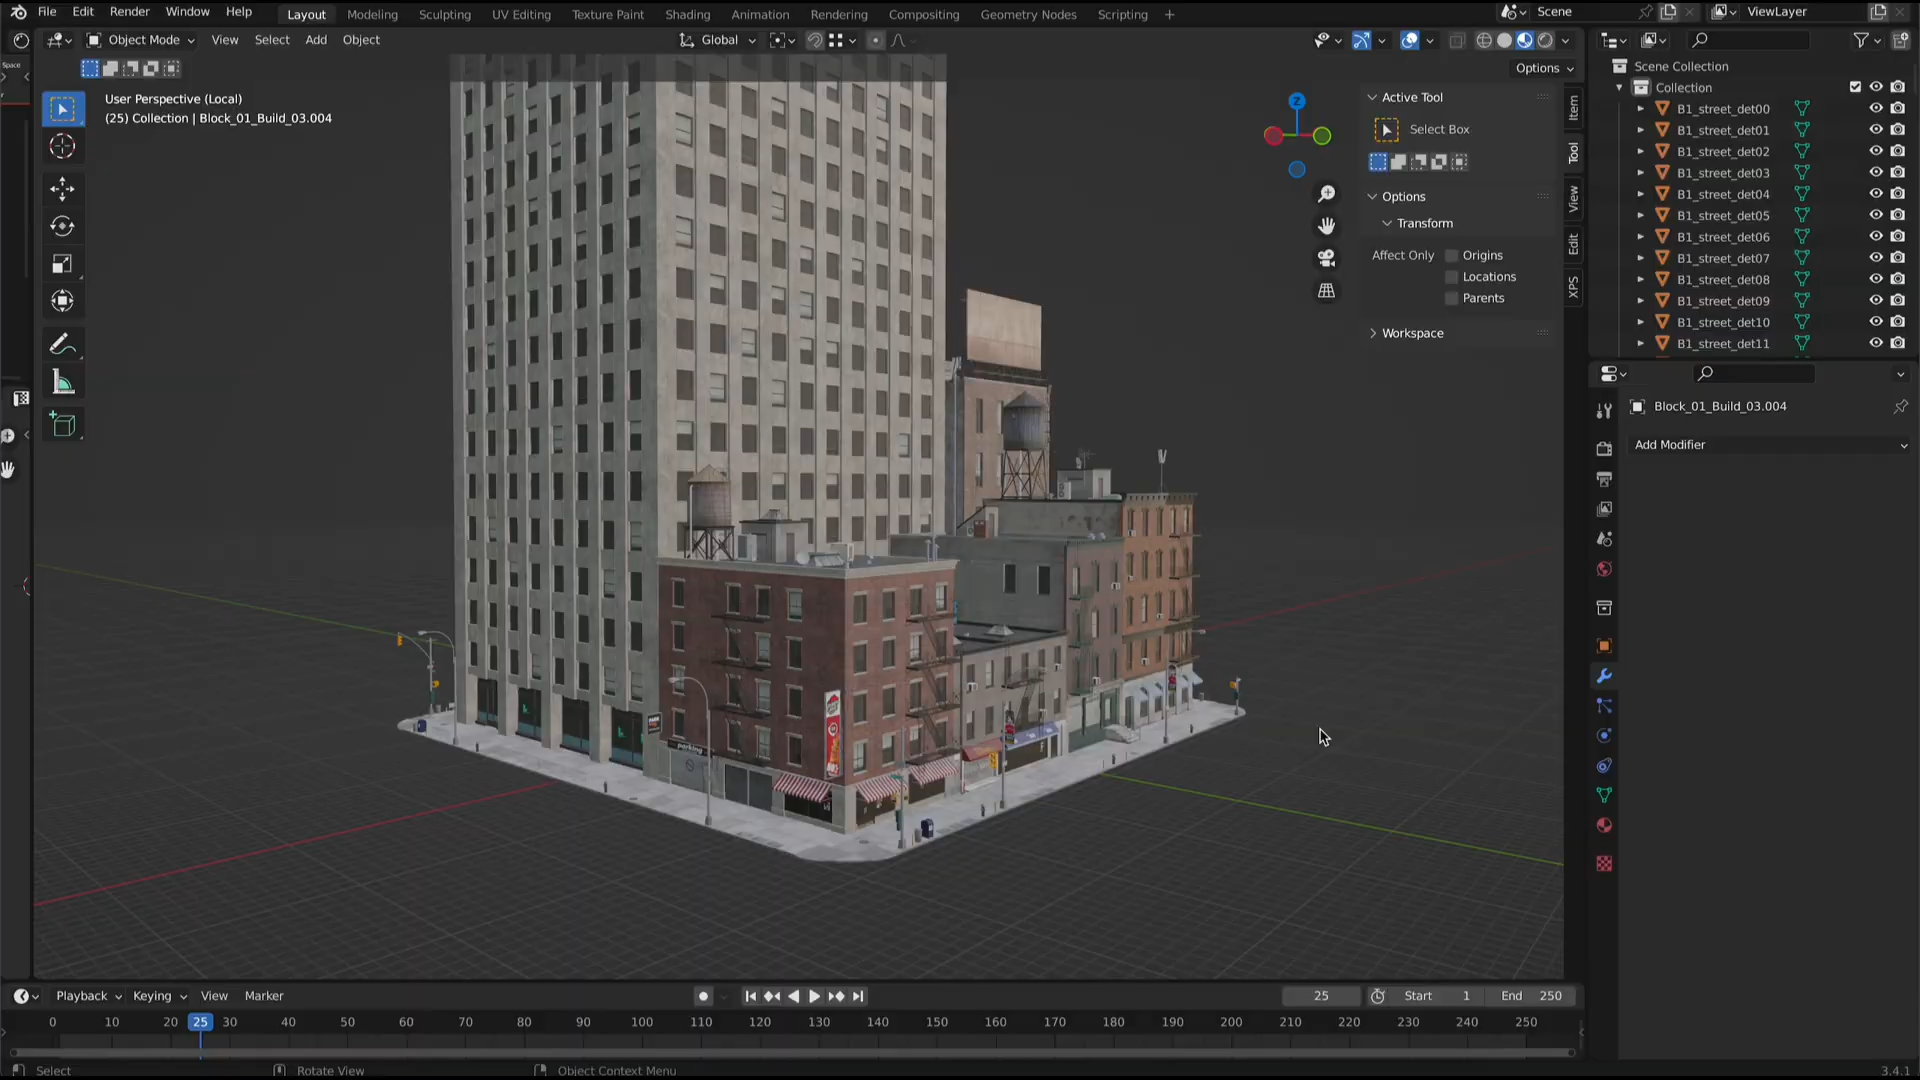 File Edit Render Window Help Layout Modeling Sculpting UV Editing Texture Paint Shading Animation Rendering Compositing Geometry Nodes Scripting + Scene ViewLayer
Space
Object Mode View Select Add Object Global
Options
User Perspective (Local)
(25) Collection | Block_01_Build_03.004
Z
Active Tool
Select Box
Options
Transform
Affect Only Origins
Locations
Parents
Workspace
Item
Tool
View
Edit
XPS
Scene Collection
Collection
B1_street_det00
B1_street_det01
B1_street_det02
B1_street_det03
B1_street_det04
B1_street_det05
B1_street_det06
B1_street_det07
B1_street_det08
B1_street_det09
B1_street_det10
B1_street_det11
Block_01_Build_03.004
Add Modifier
parking
Playback Keying View Marker 25 Start 1 End 250
0 10 20 25 30 40 50 60 70 80 90 100 110 120 130 140 150 160 170 180 190 200 210 220 230 240 250
Select Rotate View Object Context Menu 3.4.1